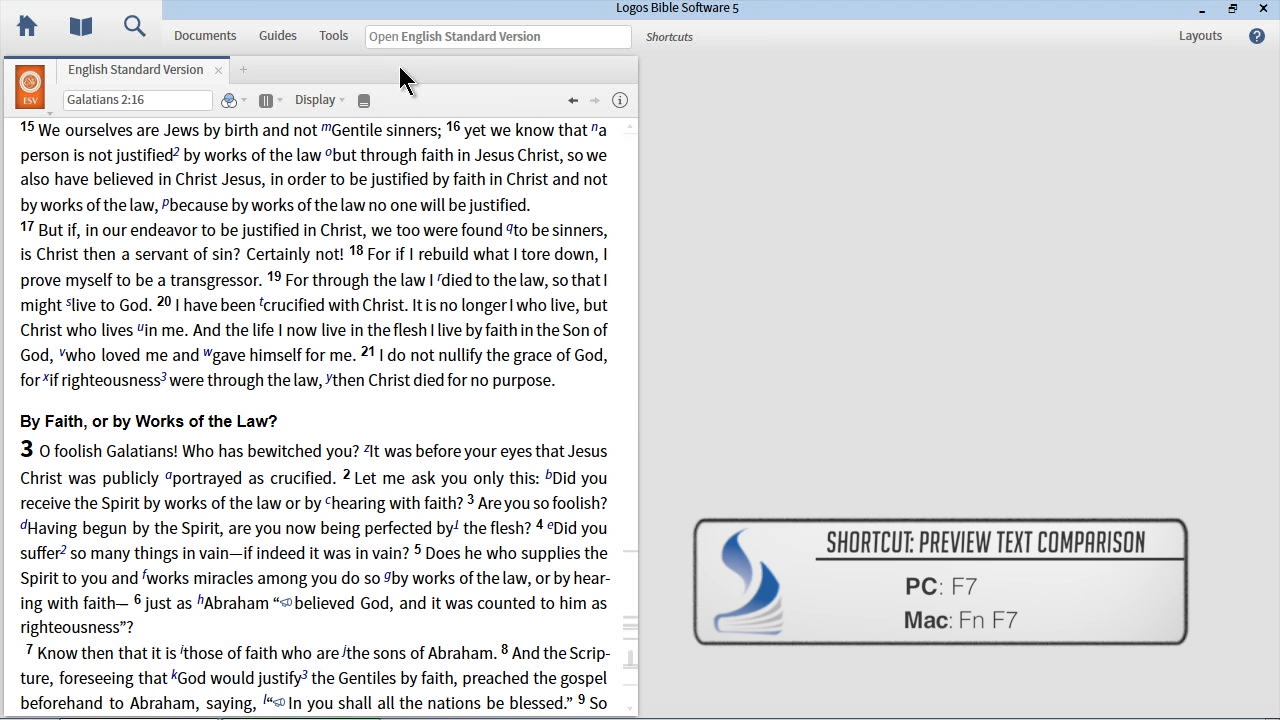 Logos Bible Software 5
Documents Guides Tools Open English Standard Version Shortcuts Layouts
English Standard Version
ESV
Galatians 2:16 Display
15 We ourselves are Jews by birth and not mGentile sinners; 16 yet we know that na
person is not justified2 by works of the law obut through faith in Jesus Christ, so we
also have believed in Christ Jesus, in order to be justified by faith in Christ and not
by works of the law, pbecause by works of the law no one will be justified.
17 But if, in our endeavor to be justified in Christ, we too were found qto be sinners,
is Christ then a servant of sin? Certainly not! 18 For if I rebuild what I tore down, I
prove myself to be a transgressor. 19 For through the law I rdied to the law, so that I
might slive to God. 20 I have been tcrucified with Christ. It is no longer I who live, but
Christ who lives uin me. And the life I now live in the flesh I live by faith in the Son of
God, vwho loved me and wgave himself for me. 21 I do not nullify the grace of God,
for xif righteousness3 were through the law, ythen Christ died for no purpose.
By Faith, or by Works of the Law?
3 O foolish Galatians! Who has bewitched you? zIt was before your eyes that Jesus
Christ was publicly aportrayed as crucified. 2 Let me ask you only this: bDid you
receive the Spirit by works of the law or by chearing with faith? 3 Are you so foolish?
dHaving begun by the Spirit, are you now being perfected by1 the flesh? 4 eDid you
suffer2 so many things in vain—if indeed it was in vain? 5 Does he who supplies the
Spirit to you and fworks miracles among you do so gby works of the law, or by hear-
ing with faith— 6 just as hAbraham “believed God, and it was counted to him as
righteousness”?
7 Know then that it is ithose of faith who are jthe sons of Abraham. 8 And the Scrip-
ture, foreseeing that kGod would justify3 the Gentiles by faith, preached the gospel
beforehand to Abraham, saying, l“In you shall all the nations be blessed.” 9 So
SHORTCUT: PREVIEW TEXT COMPARISON
PC: F7
Mac: Fn F7